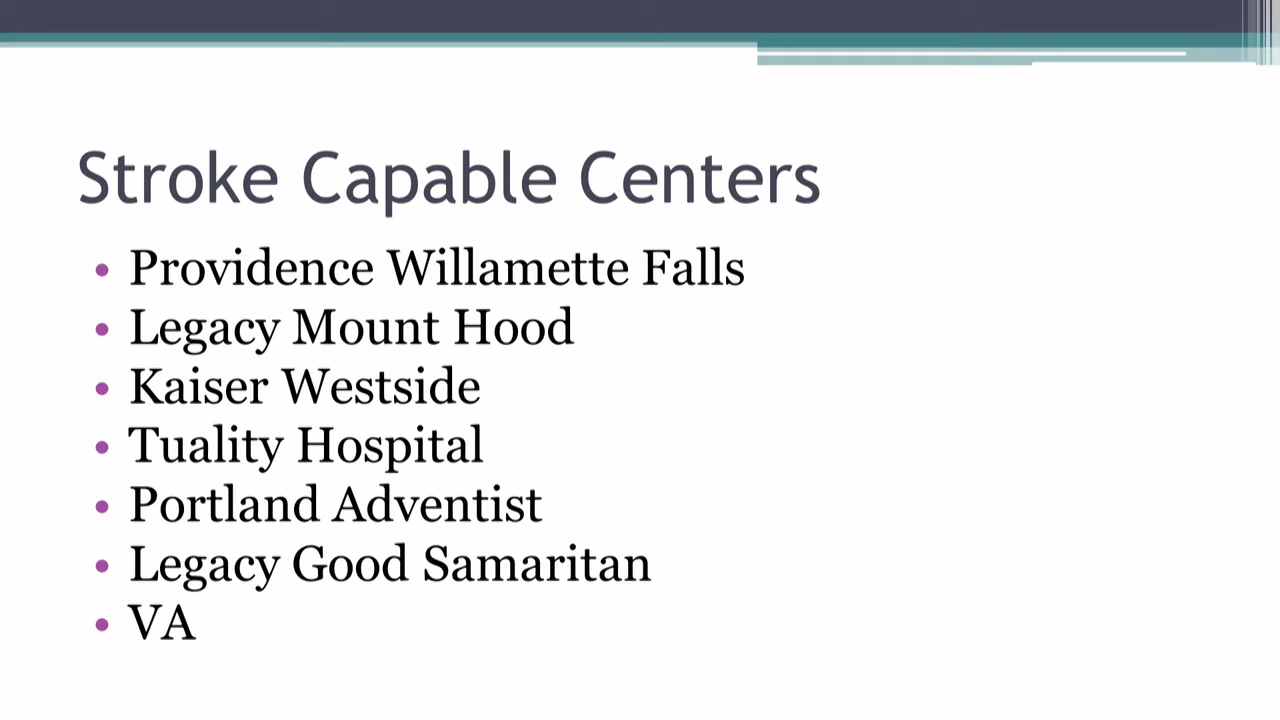 Stroke Capable Centers
• Providence Willamette Falls
• Legacy Mount Hood
• Kaiser Westside
• Tuality Hospital
• Portland Adventist
• Legacy Good Samaritan
• VA